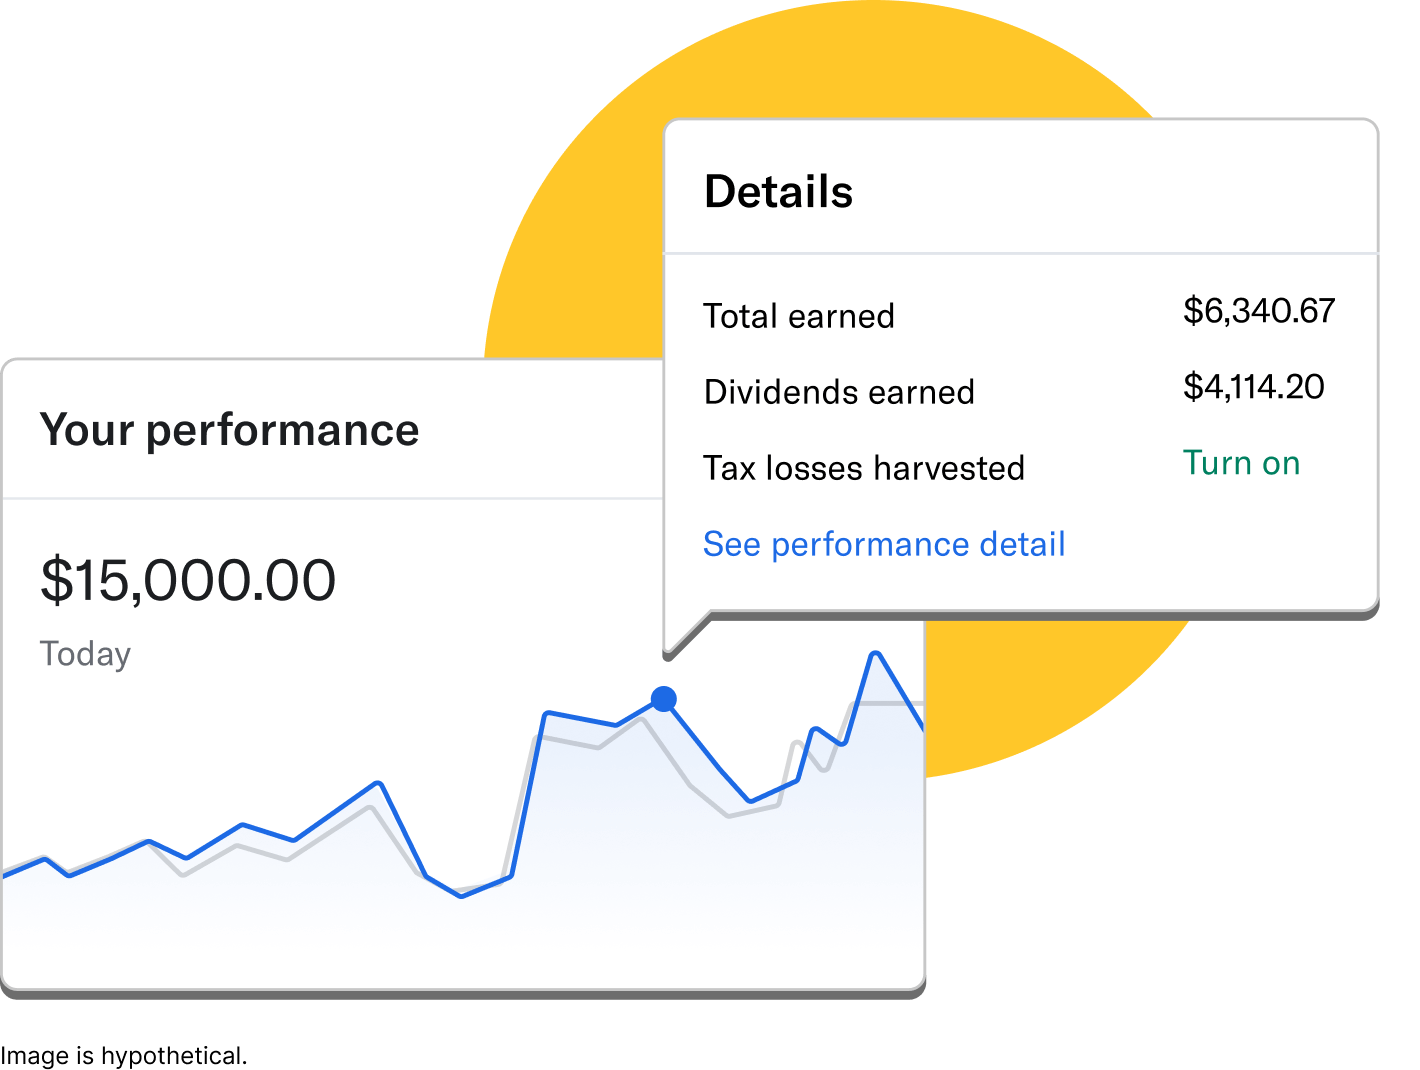 Details
Total earned $6,340.67
Dividends earned $4,114.20
Tax losses harvested Turn on
See performance detail
Your performance
$15,000.00
Today
Image is hypothetical.